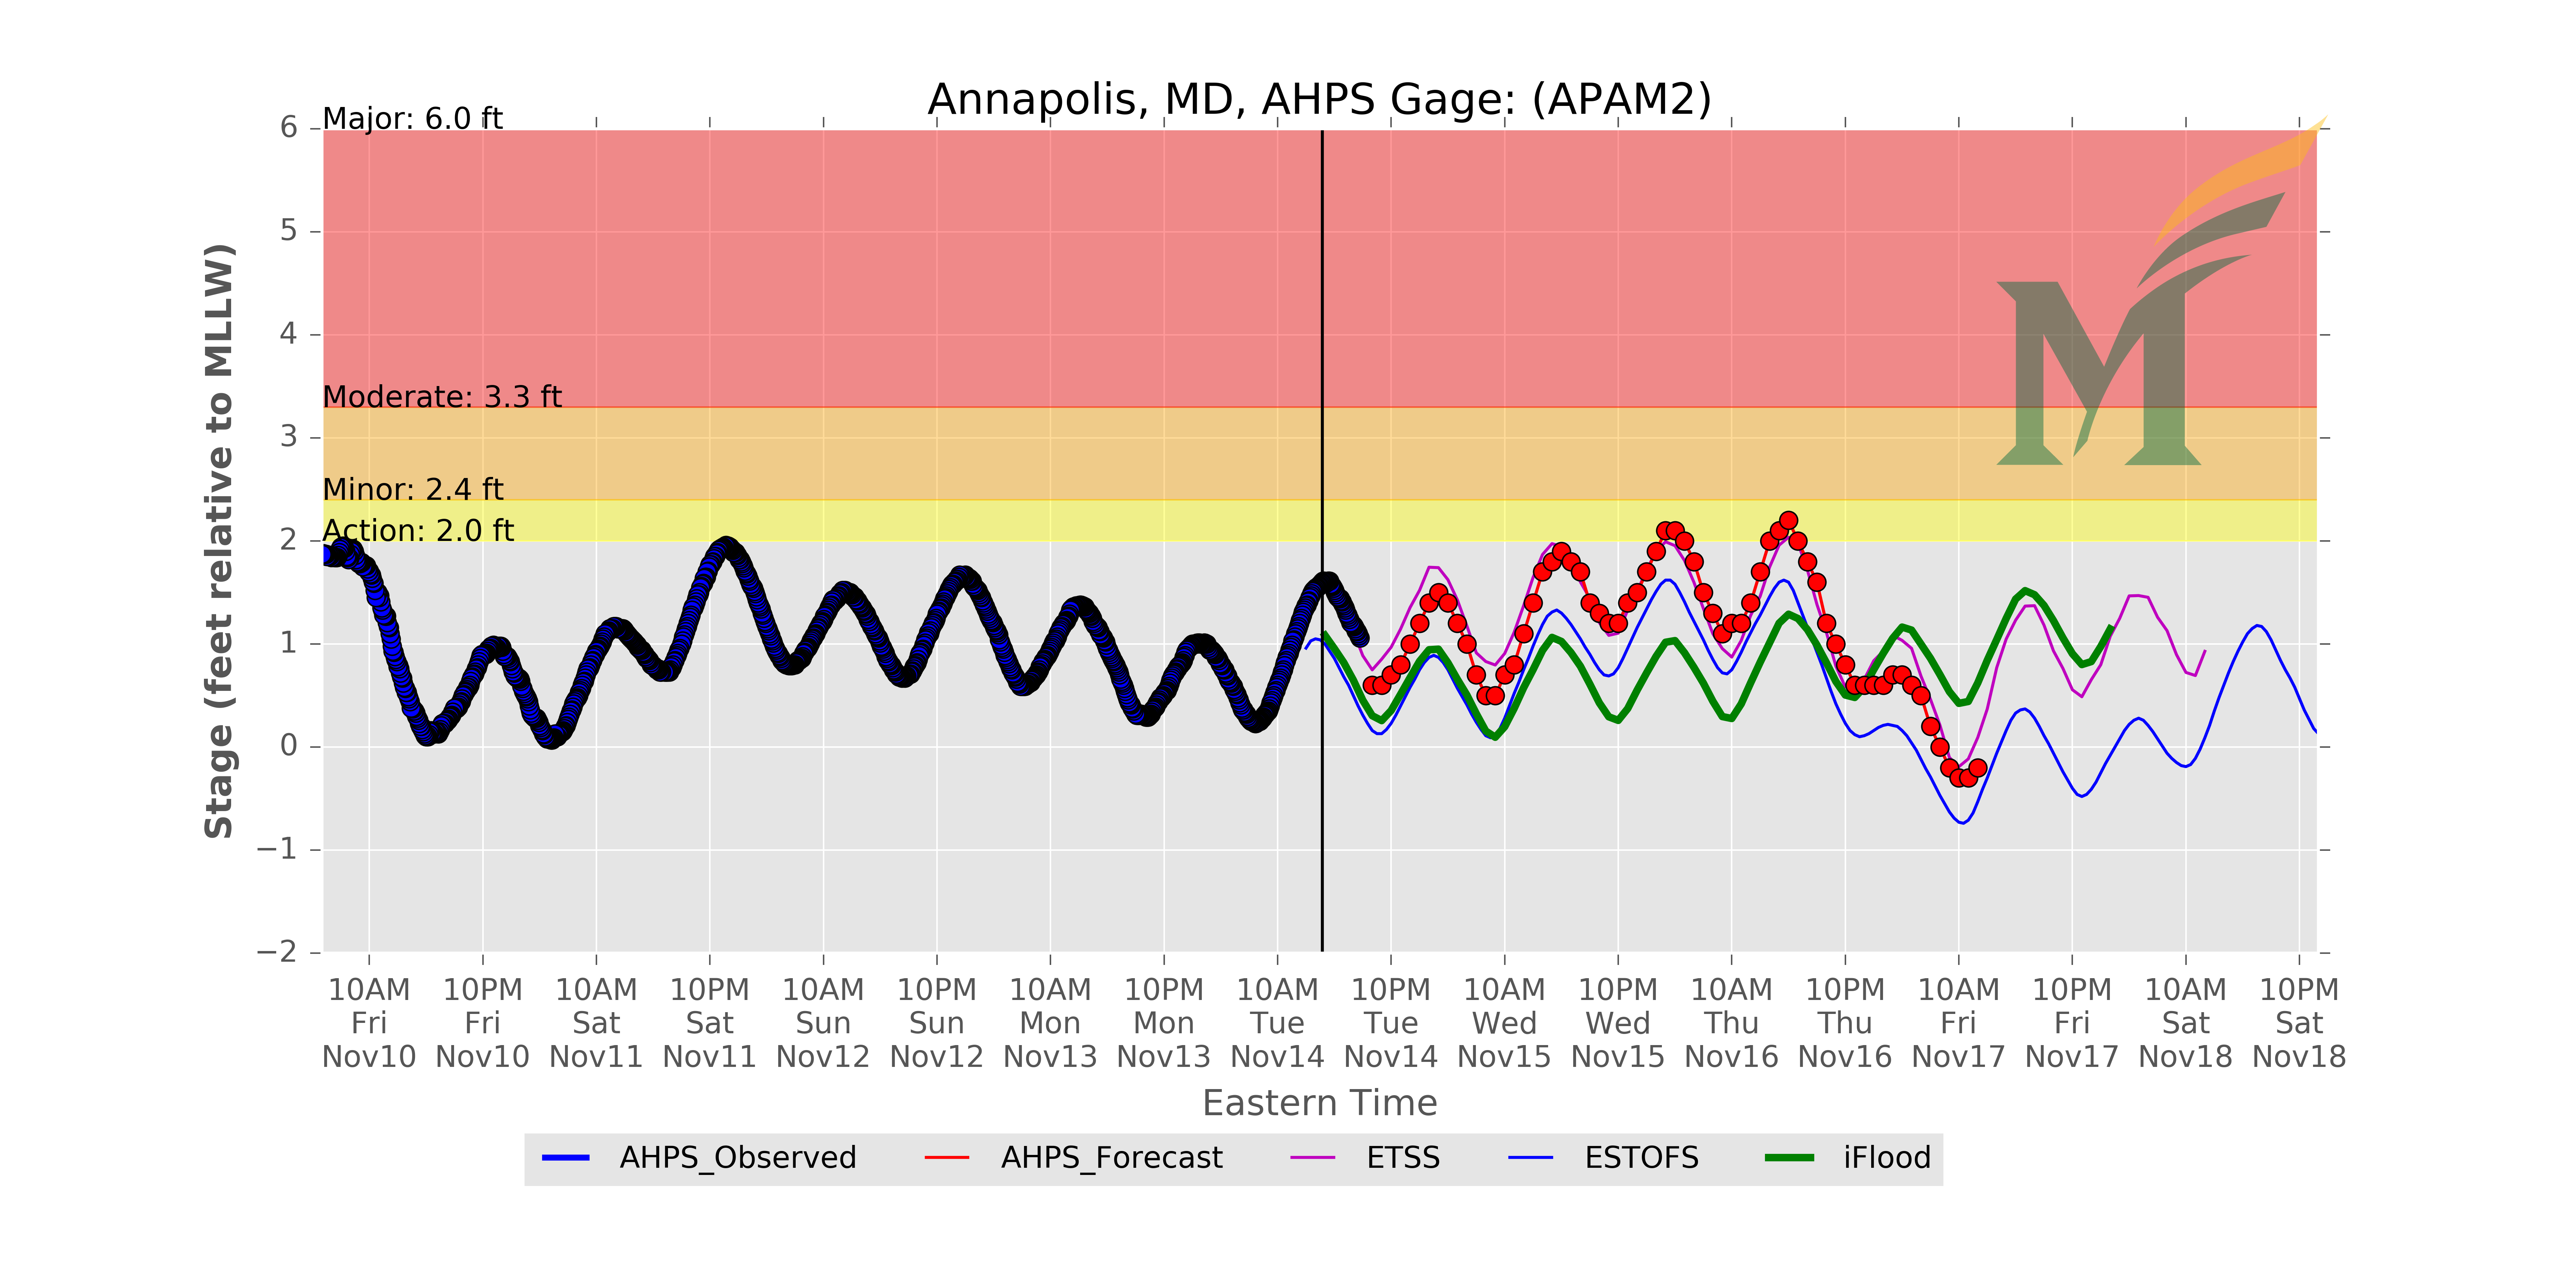 Annapolis, MD, AHPS Gage: (APAM2)
Major: 6.0 ft
Moderate: 3.3 ft
Minor: 2.4 ft
Action: 2.0 ft
Stage (feet relative to MLLW)
6
5
4
3
2
1
0
−1
−2
10AM 10PM 10AM 10PM 10AM 10PM 10AM 10PM 10AM 10PM 10AM 10PM 10AM 10PM 10AM 10PM 10AM 10PM
Fri Fri Sat Sat Sun Sun Mon Mon Tue Tue Wed Wed Thu Thu Fri Fri Sat Sat
Nov10 Nov10 Nov11 Nov11 Nov12 Nov12 Nov13 Nov13 Nov14 Nov14 Nov15 Nov15 Nov16 Nov16 Nov17 Nov17 Nov18 Nov18
Eastern Time
AHPS_Observed AHPS_Forecast ETSS ESTOFS iFlood
M